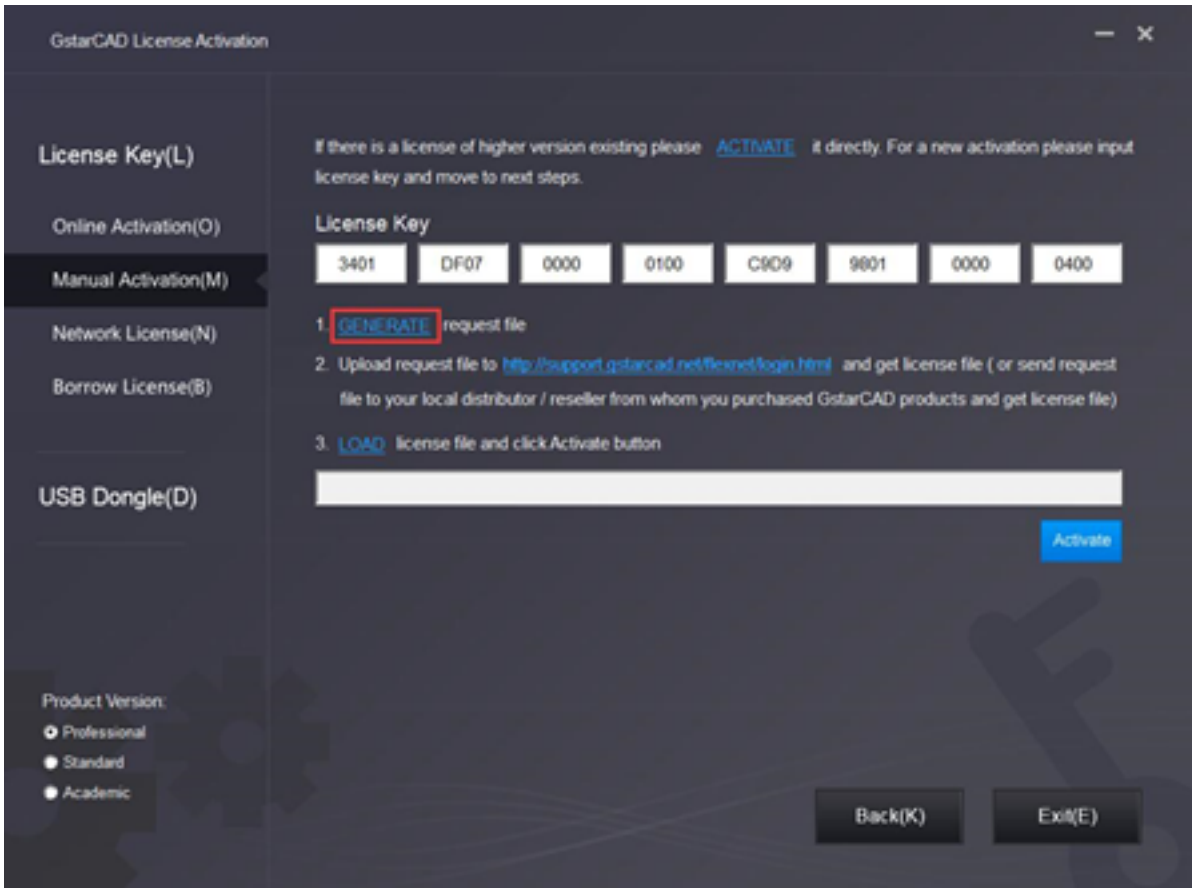 GstarCAD License Activation
License Key(L)
Online Activation(O)
Manual Activation(M)
Network License(N)
Borrow License(B)
USB Dongle(D)
Product Version:
Professional
Standard
Academic
If there is a license of higher version existing please ACTIVATE it directly. For a new activation please input
license key and move to next steps.
License Key
3401 DF07 0000 0100 C9D9 9801 0000 0400
1. GENERATE request file
2. Upload request file to http://support.gstarcad.net/flexnet/login.html and get license file ( or send request
file to your local distributor / reseller from whom you purchased GstarCAD products and get license file)
3. LOAD license file and click Activate button
Activate
Back(K) Exit(E)